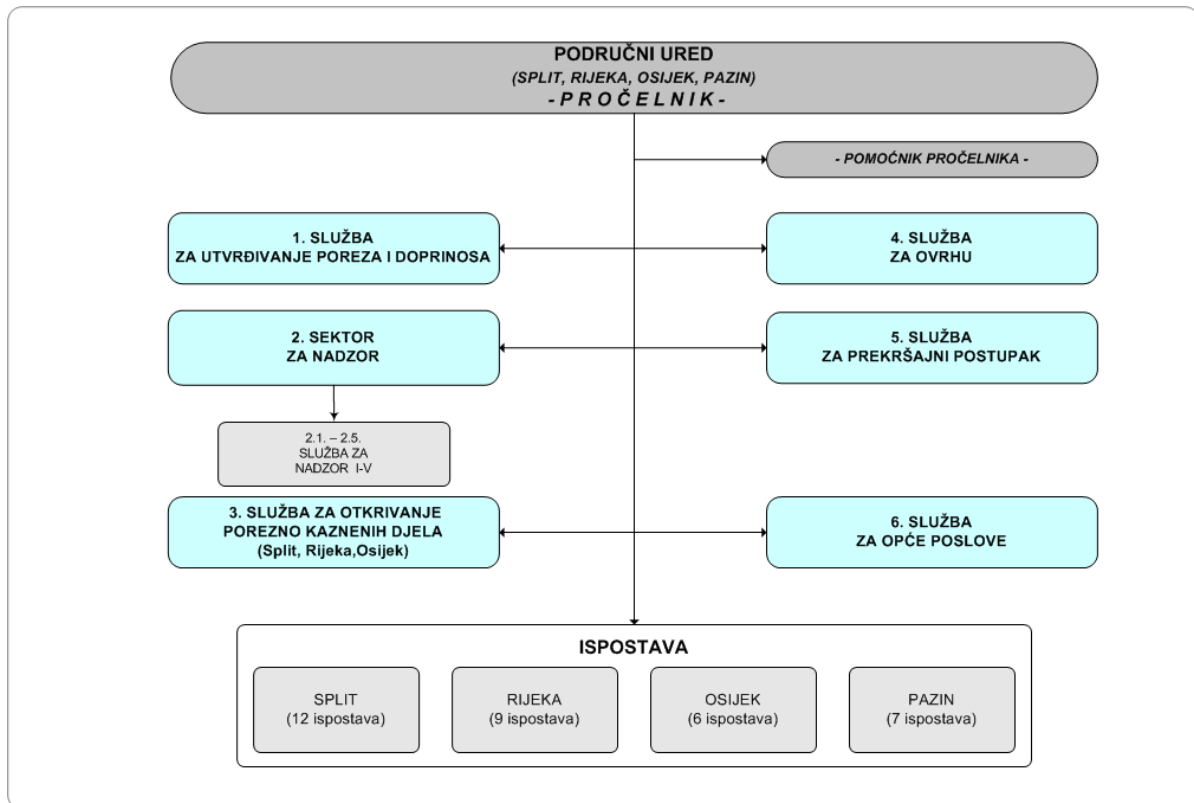 PODRUČNI URED
(SPLIT, RIJEKA, OSIJEK, PAZIN)
- P R O Č E L N I K -
- POMOĆNIK PROČELNIKA -
1. SLUŽBA
ZA UTVRĐIVANJE POREZA I DOPRINOSA
4. SLUŽBA
ZA OVRHU
2. SEKTOR
ZA NADZOR
5. SLUŽBA
ZA PREKRŠAJNI POSTUPAK
2.1. – 2.5.
SLUŽBA ZA
NADZOR I-V
3. SLUŽBA ZA OTKRIVANJE
POREZNO KAZNENIH DJELA
(Split, Rijeka,Osijek)
6. SLUŽBA
ZA OPĆE POSLOVE
ISPOSTAVA
SPLIT
(12 ispostava)
RIJEKA
(9 ispostava)
OSIJEK
(6 ispostava)
PAZIN
(7 ispostava)